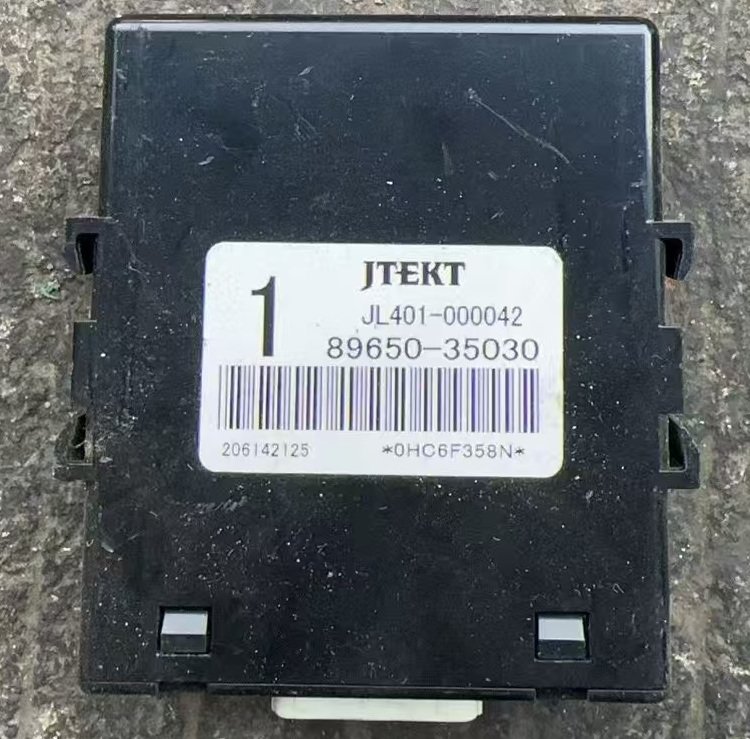 1
JTEKT
JL401-000042
89650-35030
206142125 *0HC6F358N*